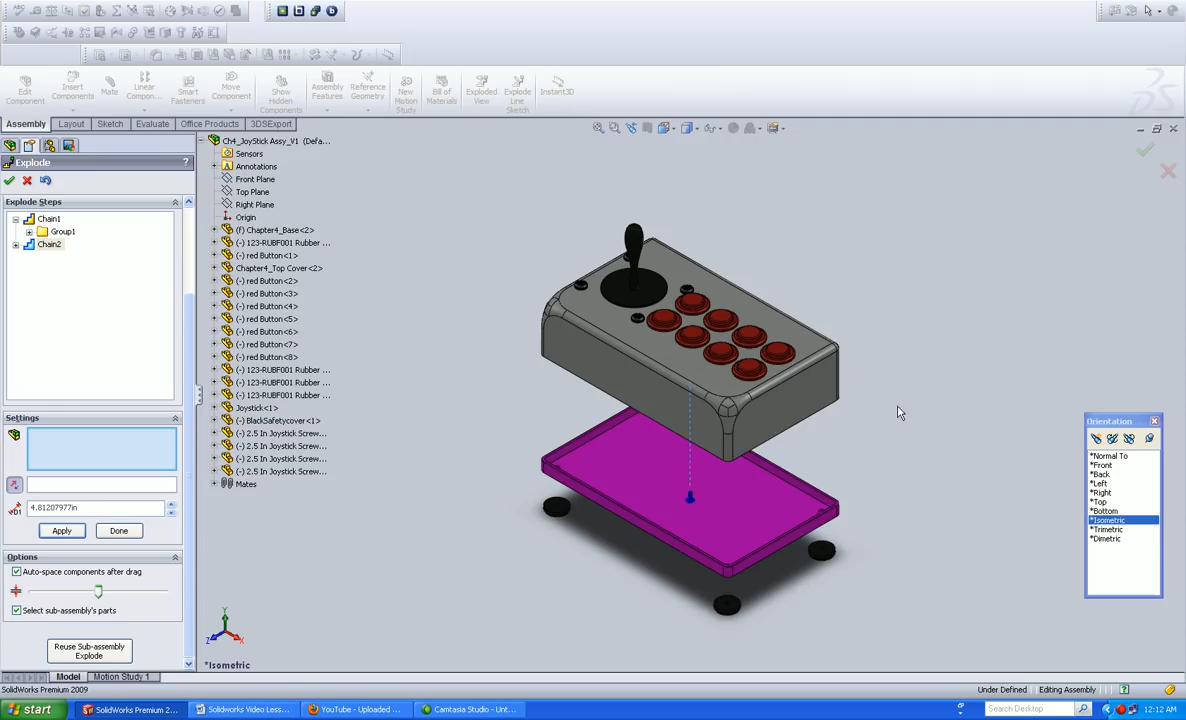 Edit Component
Insert Components
Mate
Linear Compon...
Smart Fasteners
Move Component
Show Hidden Components
Assembly Features
Reference Geometry
New Motion Study
Bill of Materials
Exploded View
Explode Line Sketch
Instant3D
Assembly Layout Sketch Evaluate Office Products 3DSExport
Explode ?
Explode Steps
Chain1
Group1
Chain2
Settings
4.81207977in
Apply Done
Options
Auto-space components after drag
Select sub-assembly's parts
Reuse Sub-assembly
Explode
Ch4_JoyStick Assy_V1 (Defa...
Sensors
Annotations
Front Plane
Top Plane
Right Plane
Origin
(f) Chapter4_Base<2>
(-) 123-RUBF001 Rubber ...
(-) red Button<1>
Chapter4_Top Cover<2>
(-) red Button<2>
(-) red Button<3>
(-) red Button<4>
(-) red Button<5>
(-) red Button<6>
(-) red Button<7>
(-) red Button<8>
(-) 123-RUBF001 Rubber ...
(-) 123-RUBF001 Rubber ...
(-) 123-RUBF001 Rubber ...
Joystick<1>
(-) BlackSafetycover<1>
(-) 2.5 In Joystick Screw...
(-) 2.5 In Joystick Screw...
(-) 2.5 In Joystick Screw...
(-) 2.5 In Joystick Screw...
Mates
Orientation
*Normal To
*Front
*Back
*Left
*Right
*Top
*Bottom
*Isometric
*Trimetric
*Dimetric
Y
Z X
*Isometric
Model Motion Study 1
SolidWorks Premium 2009 Under Defined Editing Assembly
start SolidWorks Premium 2... Solidworks Video Less... YouTube - Uploaded ... Camtasia Studio - Unt... Search Desktop 12:12 AM